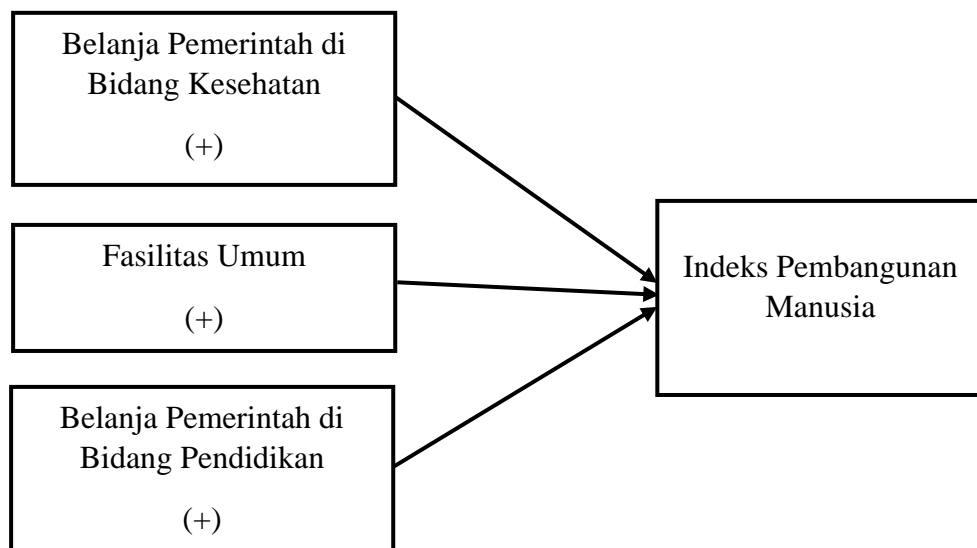 Belanja Pemerintah di
Bidang Kesehatan
(+)
Fasilitas Umum
(+)
Belanja Pemerintah di
Bidang Pendidikan
(+)
Indeks Pembangunan
Manusia